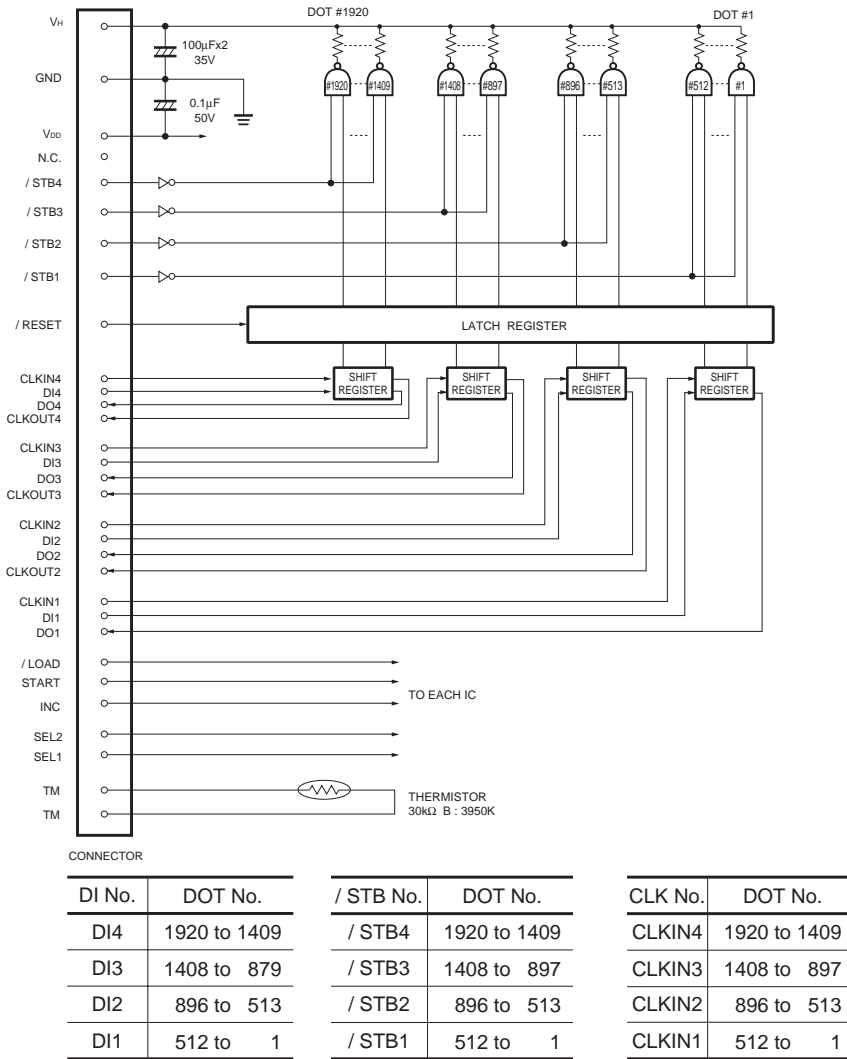 DOT #1920 DOT #1
VH
100µFx2
35V
GND
#1920 #1409 #1408 #897 #896 #513 #512 #1
0.1µF
50V
VDD
N.C.
/ STB4
/ STB3
/ STB2
/ STB1
/ RESET
LATCH REGISTER
SHIFT REGISTER
SHIFT REGISTER
SHIFT REGISTER
SHIFT REGISTER
CLKIN4
DI4
DO4
CLKOUT4
CLKIN3
DI3
DO3
CLKOUT3
CLKIN2
DI2
DO2
CLKOUT2
CLKIN1
DI1
DO1
/ LOAD
START
TO EACH IC
INC
SEL2
SEL1
TM
THERMISTOR
30kΩ B : 3950K
TM
CONNECTOR
DI No. DOT No. / STB No. DOT No. CLK No. DOT No.
DI4 1920 to 1409 / STB4 1920 to 1409 CLKIN4 1920 to 1409
DI3 1408 to 879 / STB3 1408 to 897 CLKIN3 1408 to 897
DI2 896 to 513 / STB2 896 to 513 CLKIN2 896 to 513
DI1 512 to 1 / STB1 512 to 1 CLKIN1 512 to 1